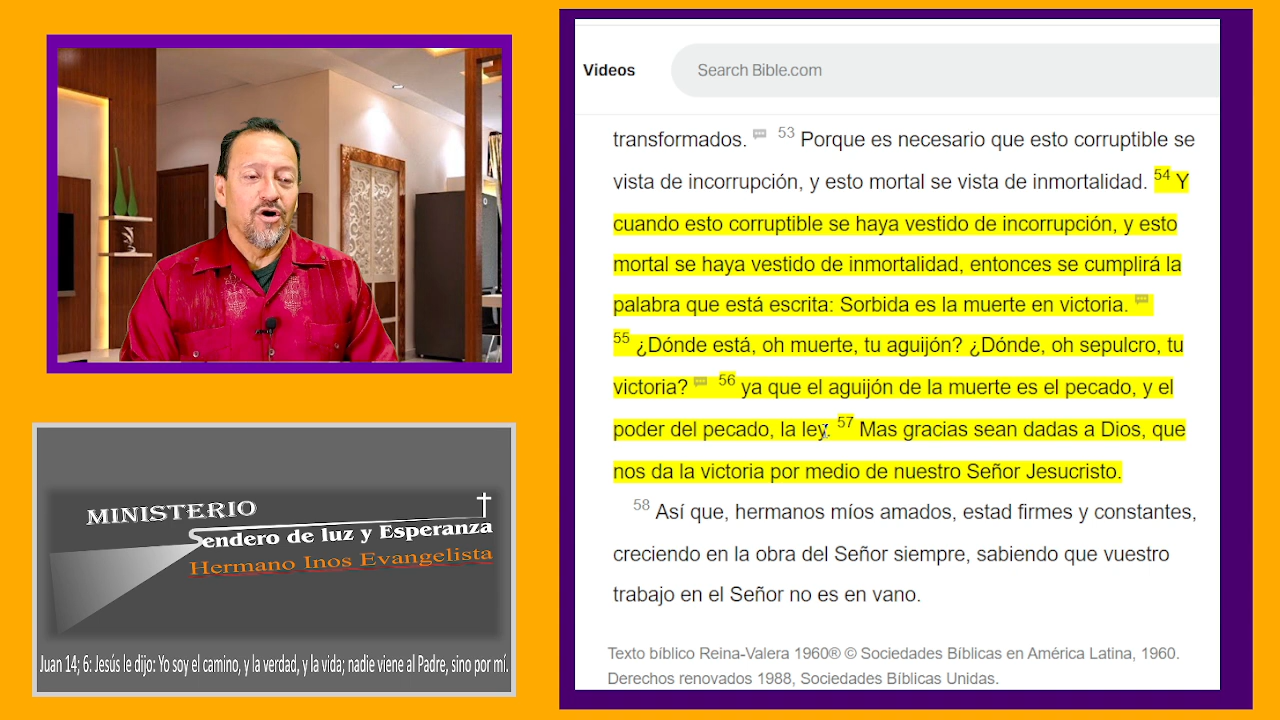 Videos
Search Bible.com
transformados. 53 Porque es necesario que esto corruptible se
vista de incorrupción, y esto mortal se vista de inmortalidad. 54 Y
cuando esto corruptible se haya vestido de incorrupción, y esto
mortal se haya vestido de inmortalidad, entonces se cumplirá la
palabra que está escrita: Sorbida es la muerte en victoria.
55 ¿Dónde está, oh muerte, tu aguijón? ¿Dónde, oh sepulcro, tu
victoria? 56 ya que el aguijón de la muerte es el pecado, y el
poder del pecado, la ley. 57 Mas gracias sean dadas a Dios, que
nos da la victoria por medio de nuestro Señor Jesucristo.
58 Así que, hermanos míos amados, estad firmes y constantes,
creciendo en la obra del Señor siempre, sabiendo que vuestro
trabajo en el Señor no es en vano.
Texto bíblico Reina-Valera 1960® © Sociedades Bíblicas en América Latina, 1960.
Derechos renovados 1988, Sociedades Bíblicas Unidas.
MINISTERIO
Sendero de luz y Esperanza
Hermano Inos Evangelista
Juan 14; 6: Jesús le dijo: Yo soy el camino, y la verdad, y la vida; nadie viene al Padre, sino por mí.